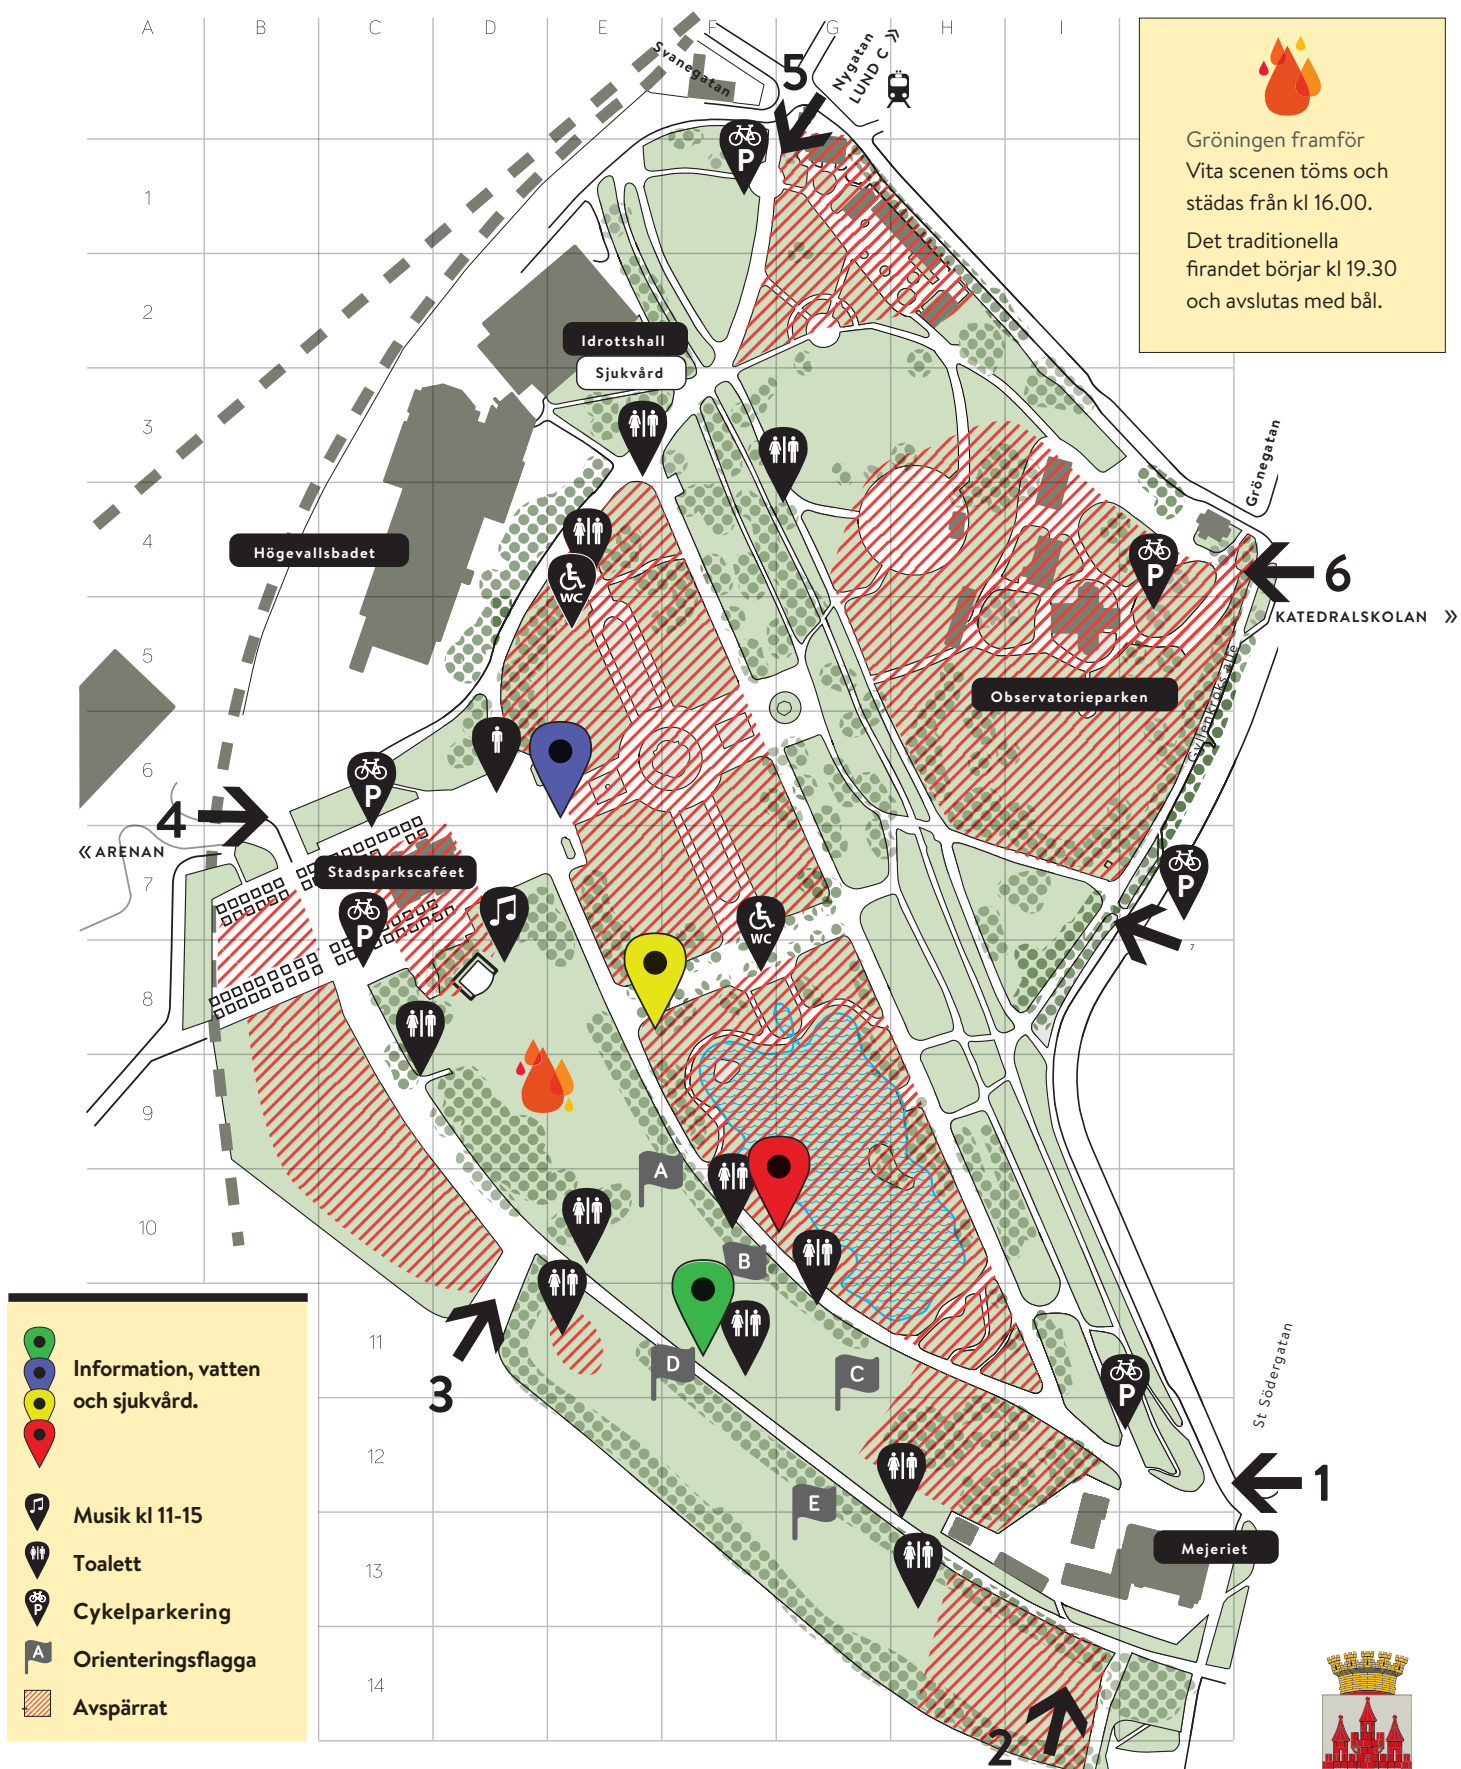 A B C D E F G H I
Svanegatan
5
Nygatan
LUND C »
Gröningen framför
Vita scenen töms och
städas från kl 16.00.
Det traditionella
firandet börjar kl 19.30
och avslutas med bål.
P
1
2
Idrottshall
Sjukvård
3
Grönegatan
4
Högevallsbadet
WC
P
6
KATEDRALSKOLAN »
5
Gyllenkroks allé
Observatorieparken
6
P
4
« ARENAN
Stadsparkscaféet
7
P
P
WC
7
8
9
A
10
B
11
D
C
3
P
St Södergatan
12
1
E
Mejeriet
13
14
2
Information, vatten
och sjukvård.
Musik kl 11-15
Toalett
P
Cykelparkering
A
Orienteringsflagga
Avspärrat